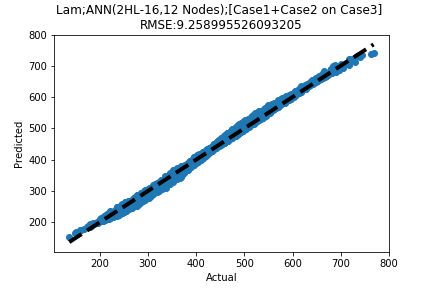 Lam;ANN(2HL-16,12 Nodes);[Case1+Case2 on Case3]
RMSE:9.258995526093205
800
700
600
500
400
300
200
Predicted
200 300 400 500 600 700 800
Actual